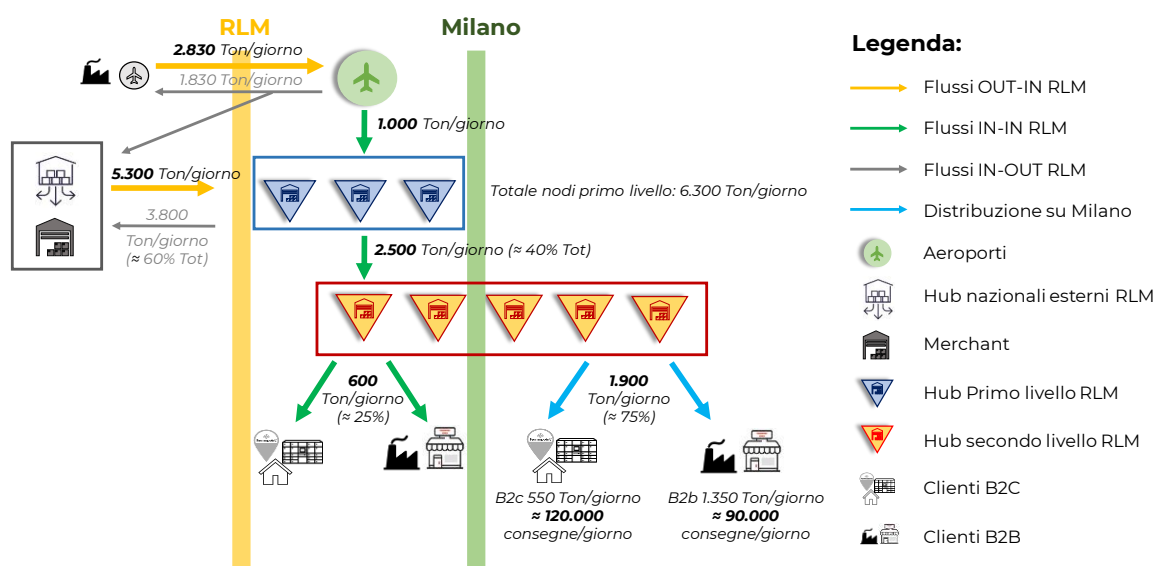 RLM
Milano
2.830 Ton/giorno
1.830 Ton/giorno
1.000 Ton/giorno
5.300 Ton/giorno
3.800
Ton/giorno
(≈ 60% Tot)
Totale nodi primo livello: 6.300 Ton/giorno
2.500 Ton/giorno (≈ 40% Tot)
600
Ton/giorno
(≈ 25%)
1.900
Ton/giorno
(≈ 75%)
B2c 550 Ton/giorno
≈ 120.000
consegne/giorno
B2b 1.350 Ton/giorno
≈ 90.000
consegne/giorno
Legenda:
Flussi OUT-IN RLM
Flussi IN-IN RLM
Flussi IN-OUT RLM
Distribuzione su Milano
Aeroporti
Hub nazionali esterni RLM
Merchant
Hub Primo livello RLM
Hub secondo livello RLM
Clienti B2C
Clienti B2B